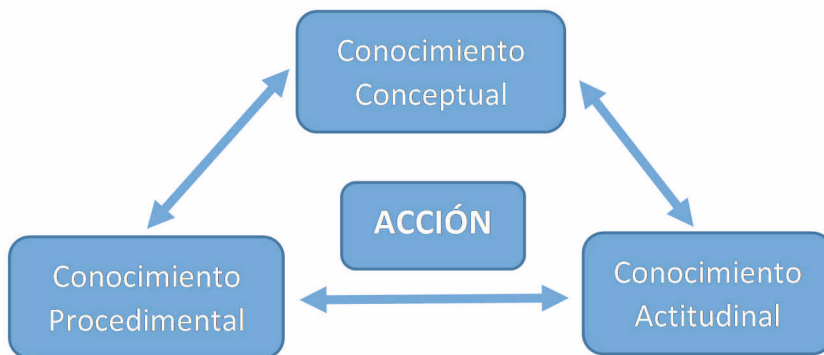 Conocimiento
Conceptual
ACCIÓN
Conocimiento
Procedimental
Conocimiento
Actitudinal